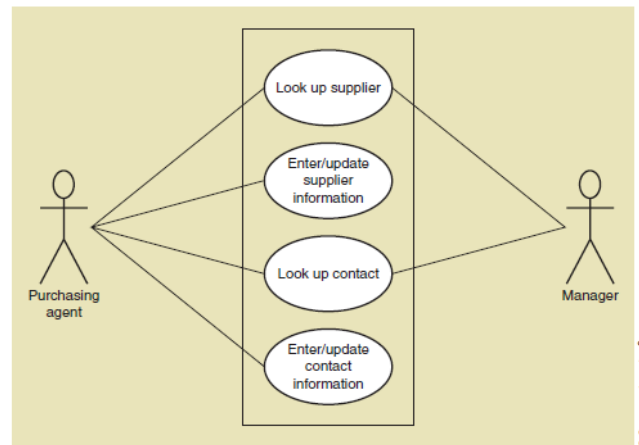 Look up supplier
Enter/update
supplier
information
Look up contact
Purchasing
agent
Manager
Enter/update
contact
information